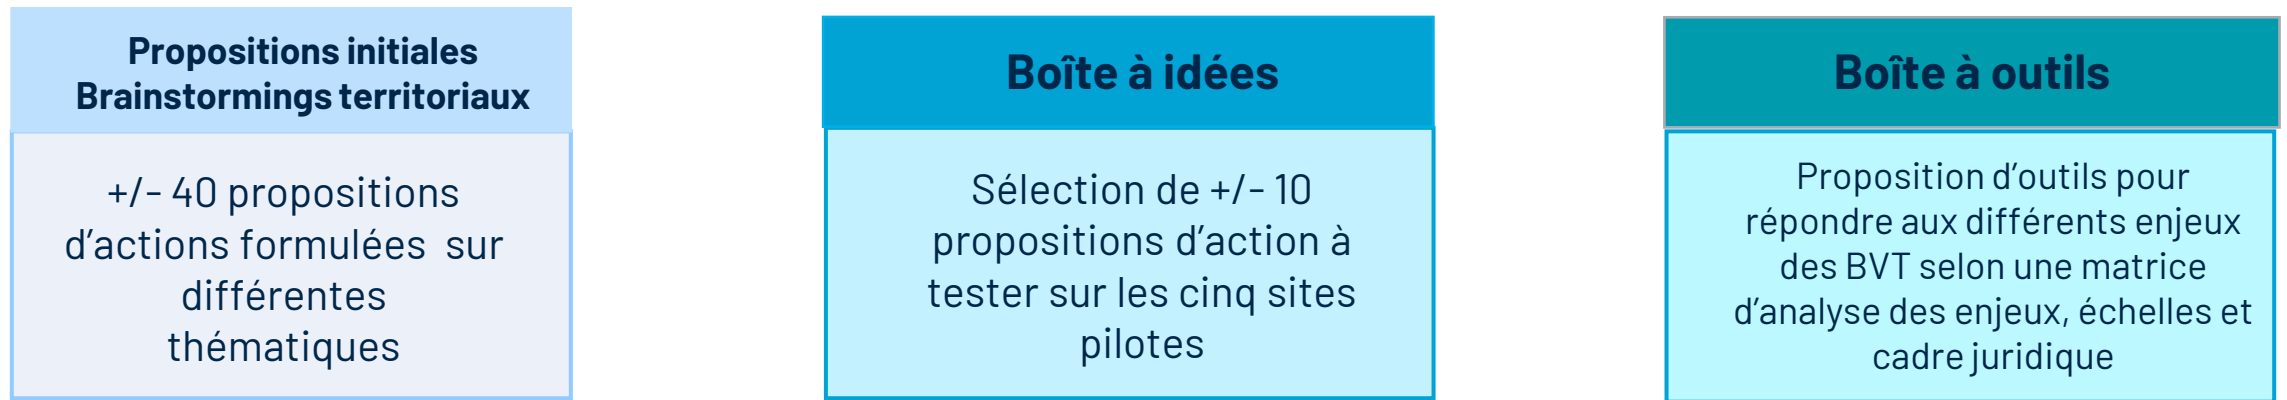 Propositions initiales
Brainstormings territoriaux
+/- 40 propositions
d’actions formulées  sur
différentes
thématiques
Boîte à idées
Sélection de +/- 10
propositions d’action à
tester sur les cinq sites
pilotes
Boîte à outils
Proposition d’outils pour
répondre aux différents enjeux
des BVT selon une matrice
d’analyse des enjeux, échelles et
cadre juridique